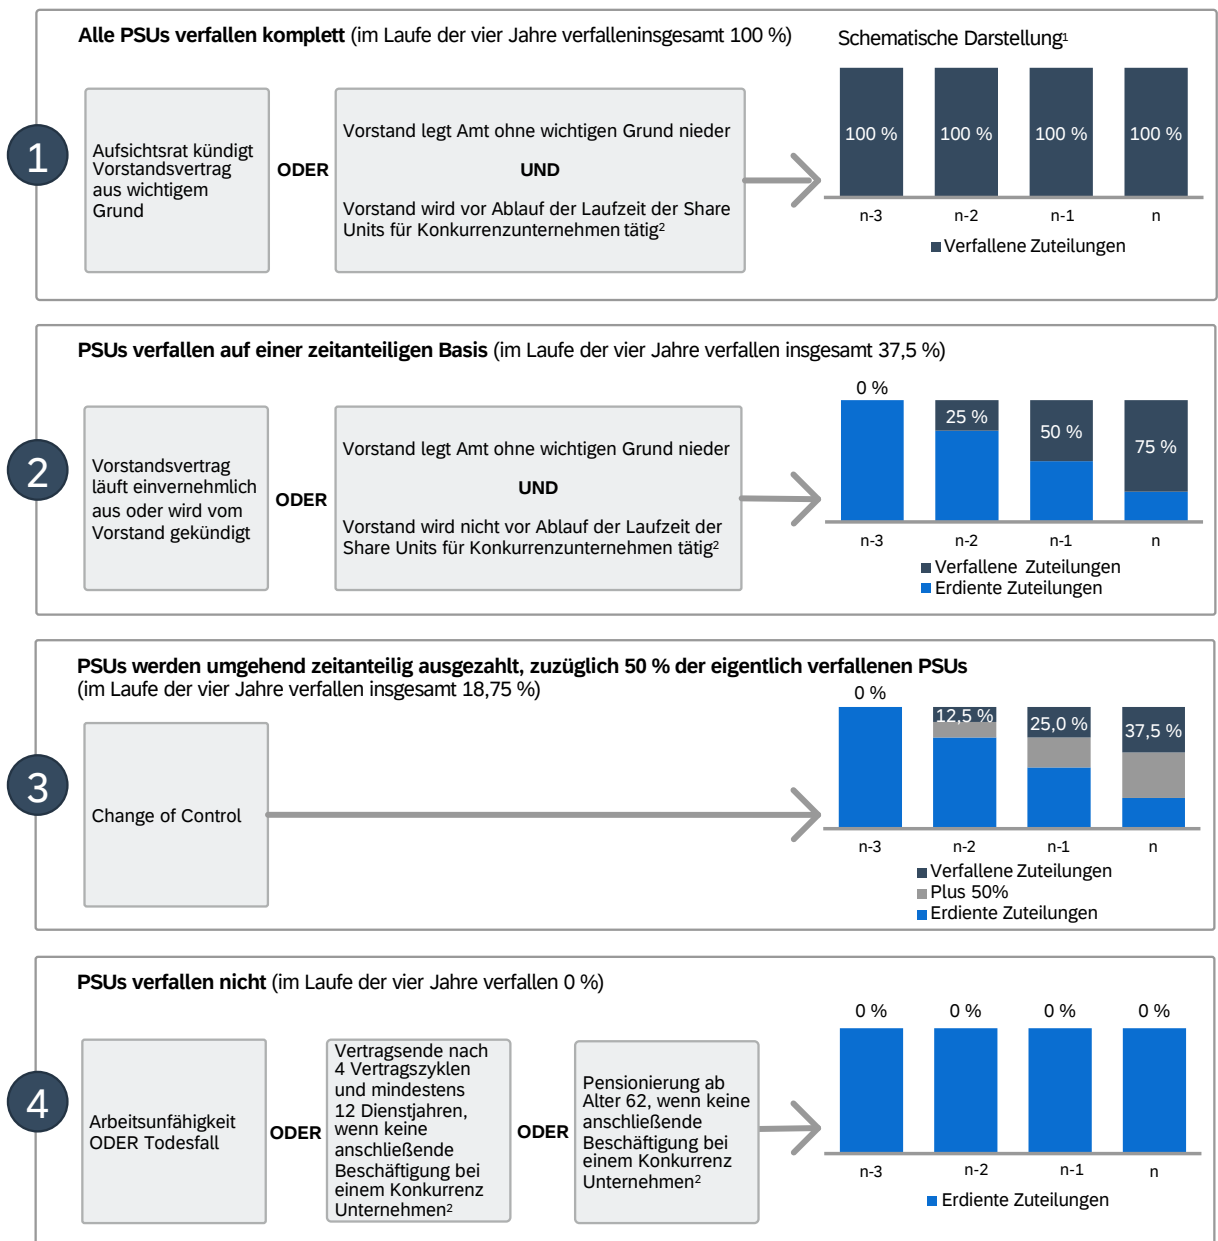 Alle PSUs verfallen komplett (im Laufe der vier Jahre verfalleninsgesamt 100 %)
Schematische Darstellung¹
1
Aufsichtsrat kündigt
Vorstandsvertrag
aus wichtigem
Grund
ODER
Vorstand legt Amt ohne wichtigen Grund nieder
UND
Vorstand wird vor Ablauf der Laufzeit der Share
Units für Konkurrenzunternehmen tätig²
100 % 100 % 100 % 100 %
n-3 n-2 n-1 n
Verfallene Zuteilungen
PSUs verfallen auf einer zeitanteiligen Basis (im Laufe der vier Jahre verfallen insgesamt 37,5 %)
2
Vorstandsvertrag
läuft einvernehmlich
aus oder wird vom
Vorstand gekündigt
ODER
Vorstand legt Amt ohne wichtigen Grund nieder
UND
Vorstand wird nicht vor Ablauf der Laufzeit der
Share Units für Konkurrenzunternehmen tätig²
0 % 25 % 50 % 75 %
n-3 n-2 n-1 n
Verfallene Zuteilungen
Erdiente Zuteilungen
PSUs werden umgehend zeitanteilig ausgezahlt, zuzüglich 50 % der eigentlich verfallenen PSUs
(im Laufe der vier Jahre verfallen insgesamt 18,75 %)
3
Change of Control
0 % 12,5 % 25,0 % 37,5 %
n-3 n-2 n-1 n
Verfallene Zuteilungen
Plus 50%
Erdiente Zuteilungen
PSUs verfallen nicht (im Laufe der vier Jahre verfallen 0 %)
4
Arbeitsunfähigkeit
ODER Todesfall
ODER
Vertragsende nach
4 Vertragszyklen
und mindestens
12 Dienstjahren,
wenn keine
anschließende
Beschäftigung bei
einem Konkurrenz
Unternehmen²
ODER
Pensionierung ab
Alter 62, wenn keine
anschließende
Beschäftigung bei
einem Konkurrenz
Unternehmen²
0 % 0 % 0 % 0 %
n-3 n-2 n-1 n
Erdiente Zuteilungen